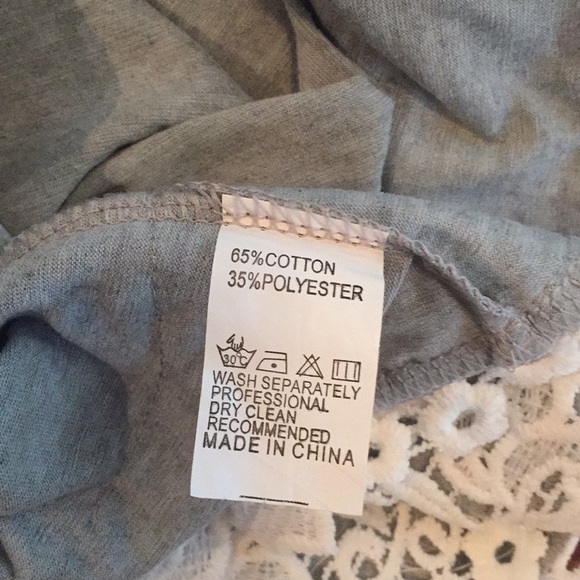 65%COTTON
35%POLYESTER
30°C
WASH SEPARATELY
PROFESSIONAL
DRY CLEAN
RECOMMENDED
MADE IN CHINA